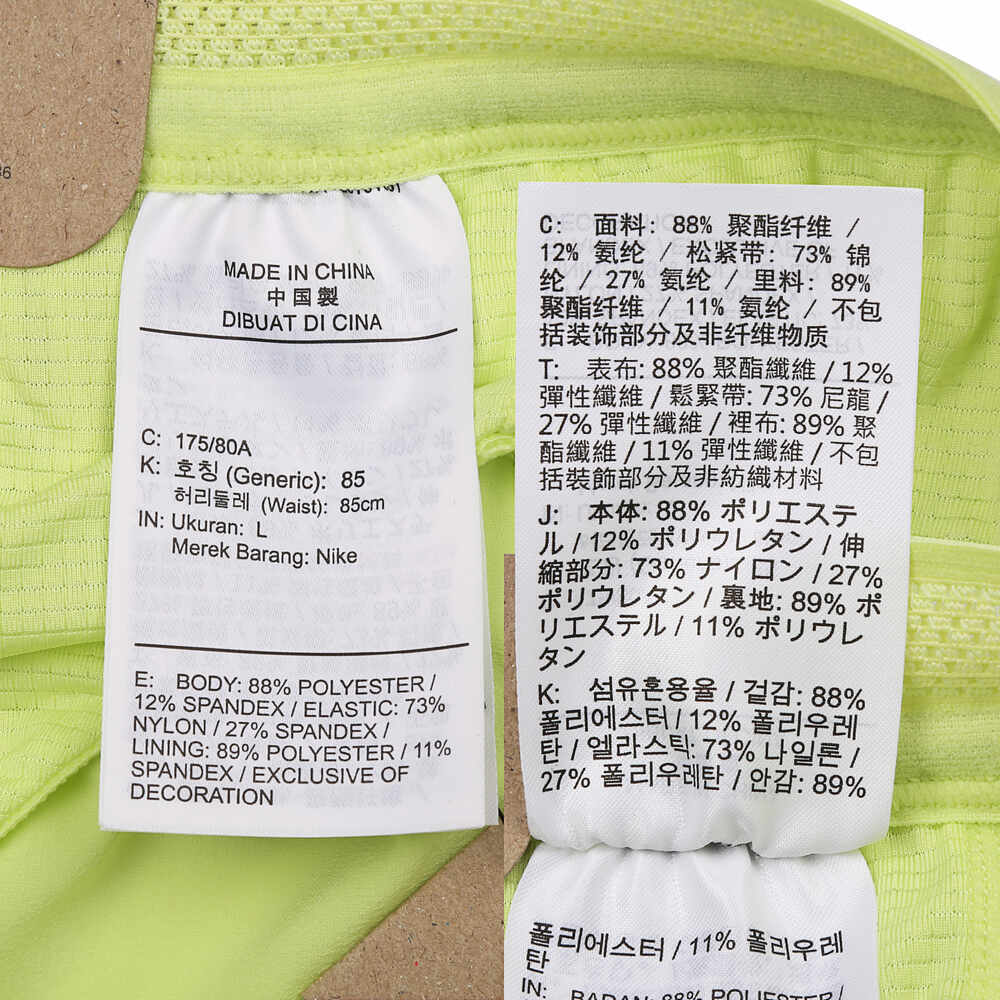 MADE IN CHINA
中国製
DIBUAT DI CINA
C: 175/80A
K: 호칭 (Generic): 85
허리둘레 (Waist): 85cm
IN: Ukuran: L
Merek Barang: Nike
E: BODY: 88% POLYESTER /
12% SPANDEX / ELASTIC: 73%
NYLON / 27% SPANDEX /
LINING: 89% POLYESTER / 11%
SPANDEX / EXCLUSIVE OF
DECORATION
C: 面料: 88% 聚酯纤维 /
12% 氨纶 / 松紧带: 73% 锦
纶 / 27% 氨纶 / 里料: 89%
聚酯纤维 / 11% 氨纶 / 不包
括装饰部分及非纤维物质
T: 表布: 88% 聚酯纖維 / 12%
彈性纖維 / 鬆緊帶: 73% 尼龍 /
27% 彈性纖維 / 裡布: 89% 聚
酯纖維 / 11% 彈性纖維 / 不包
括裝飾部分及非紡織材料
J: 本体: 88% ポリエステ
ル / 12% ポリウレタン / 伸
縮部分: 73% ナイロン / 27%
ポリウレタン / 裏地: 89% ポ
リエステル / 11% ポリウレ
タン
K: 섬유혼용율 / 겉감: 88%
폴리에스터 / 12% 폴리우레
탄 / 엘라스틱: 73% 나일론 /
27% 폴리우레탄 / 안감: 89%
폴리에스터 / 11% 폴리우레
탄
IN: BADAN: 88% POLIESTER /